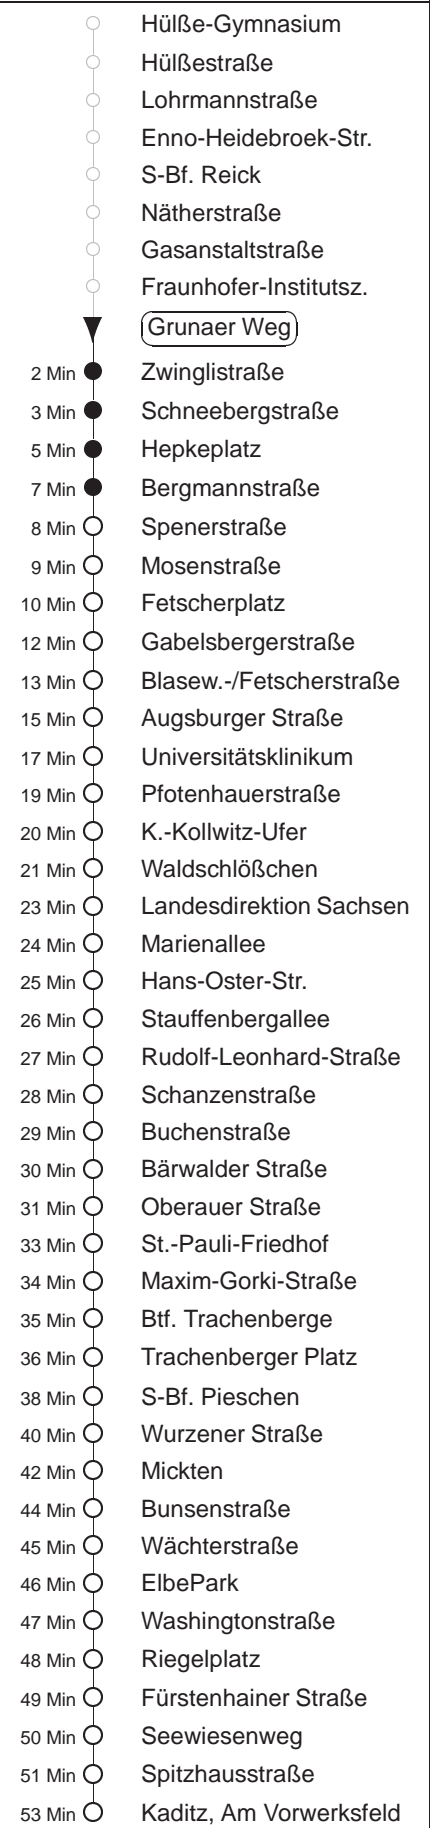 Hülße-Gymnasium
Hülßestraße
Lohrmannstraße
Enno-Heidebroek-Str.
S-Bf. Reick
Nätherstraße
Gasanstaltstraße
Fraunhofer-Institutsz.
Grunaer Weg
2 Min Zwinglistraße
3 Min Schneebergstraße
5 Min Hepkeplatz
7 Min Bergmannstraße
8 Min Spenerstraße
9 Min Mosenstraße
10 Min Fetscherplatz
12 Min Gabelsbergerstraße
13 Min Blasew.-/Fetscherstraße
15 Min Augsburger Straße
17 Min Universitätsklinikum
19 Min Pfotenhauerstraße
20 Min K.-Kollwitz-Ufer
21 Min Waldschlößchen
23 Min Landesdirektion Sachsen
24 Min Marienallee
25 Min Hans-Oster-Str.
26 Min Stauffenbergallee
27 Min Rudolf-Leonhard-Straße
28 Min Schanzenstraße
29 Min Buchenstraße
30 Min Bärwalder Straße
31 Min Oberauer Straße
33 Min St.-Pauli-Friedhof
34 Min Maxim-Gorki-Straße
35 Min Btf. Trachenberge
36 Min Trachenberger Platz
38 Min S-Bf. Pieschen
40 Min Wurzener Straße
42 Min Mickten
44 Min Bunsenstraße
45 Min Wächterstraße
46 Min ElbePark
47 Min Washingtonstraße
48 Min Riegelplatz
49 Min Fürstenhainer Straße
50 Min Seewiesenweg
51 Min Spitzhausstraße
53 Min Kaditz, Am Vorwerksfeld